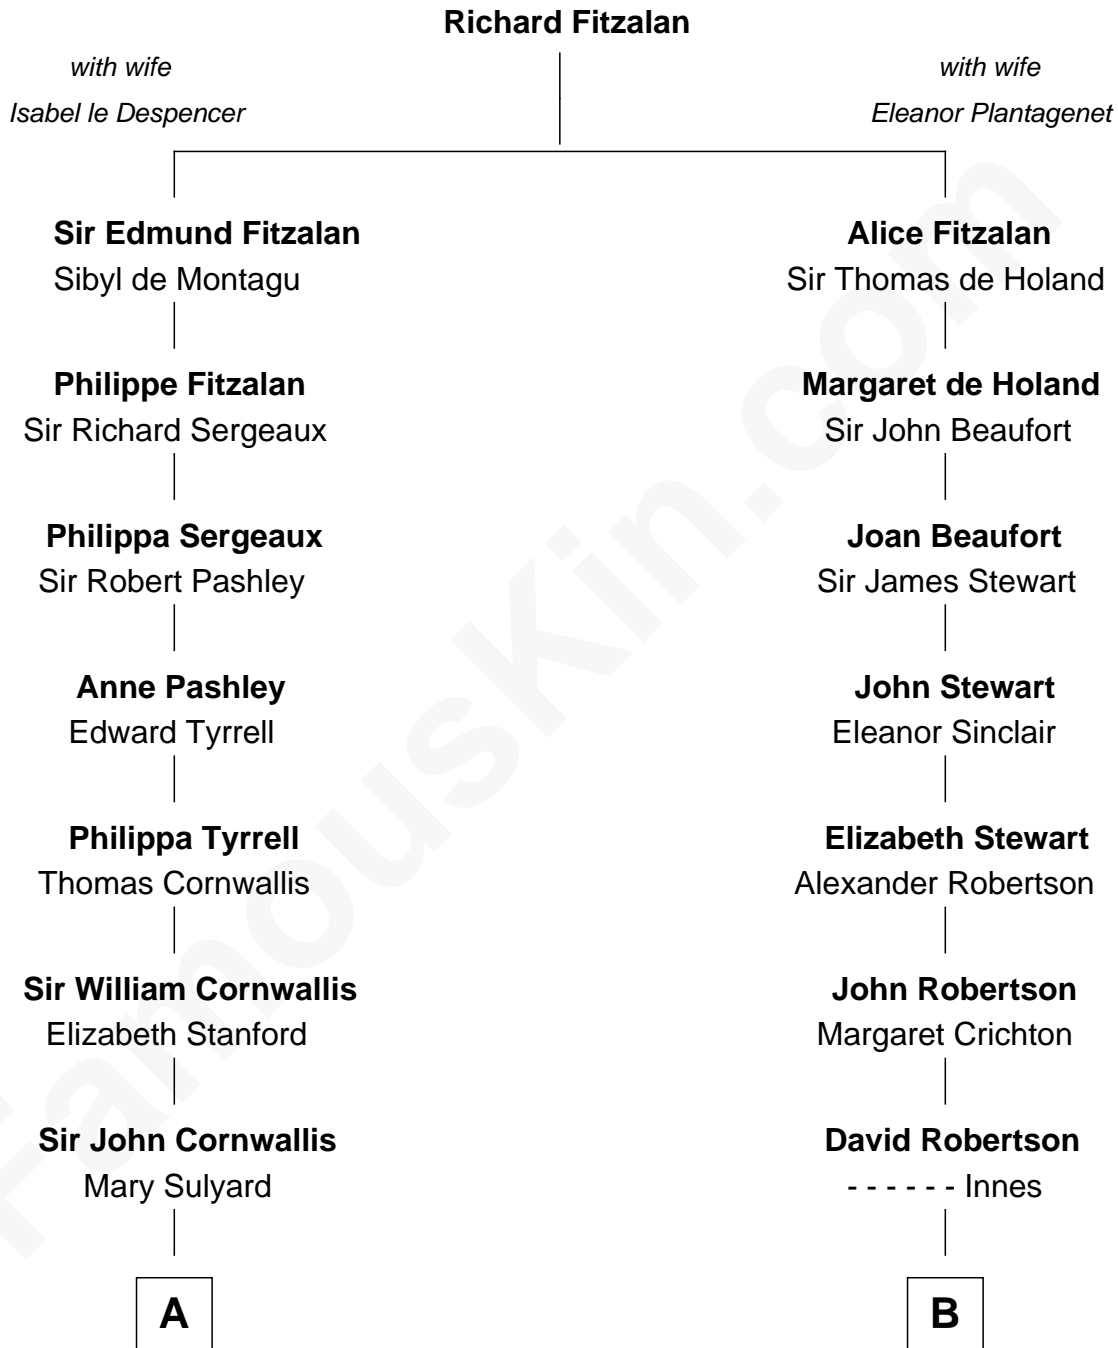 Richard Fitzalan
with wife
Isabel le Despencer
with wife
Eleanor Plantagenet
Sir Edmund Fitzalan
Sibyl de Montagu
Alice Fitzalan
Sir Thomas de Holand
Philippe Fitzalan
Sir Richard Sergeaux
Margaret de Holand
Sir John Beaufort
Philippa Sergeaux
Sir Robert Pashley
Joan Beaufort
Sir James Stewart
Anne Pashley
Edward Tyrrell
John Stewart
Eleanor Sinclair
Philippa Tyrrell
Thomas Cornwallis
Elizabeth Stewart
Alexander Robertson
Sir William Cornwallis
Elizabeth Stanford
John Robertson
Margaret Crichton
Sir John Cornwallis
Mary Sulyard
David Robertson
- - - - - - Innes
A
B
FamousKin.com